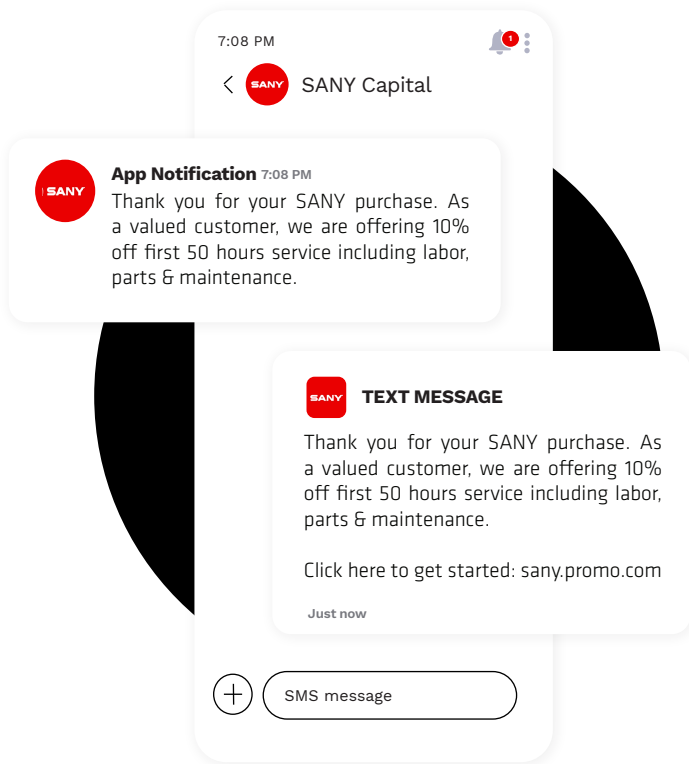 7:08 PM
1
SANY
SANY Capital
SANY
App Notification 7:08 PM
Thank you for your SANY purchase. As
a valued customer, we are offering 10%
off first 50 hours service including labor,
parts & maintenance.
SANY
TEXT MESSAGE
Thank you for your SANY purchase. As
a valued customer, we are offering 10%
off first 50 hours service including labor,
parts & maintenance.
Click here to get started: sany.promo.com
Just now
SMS message